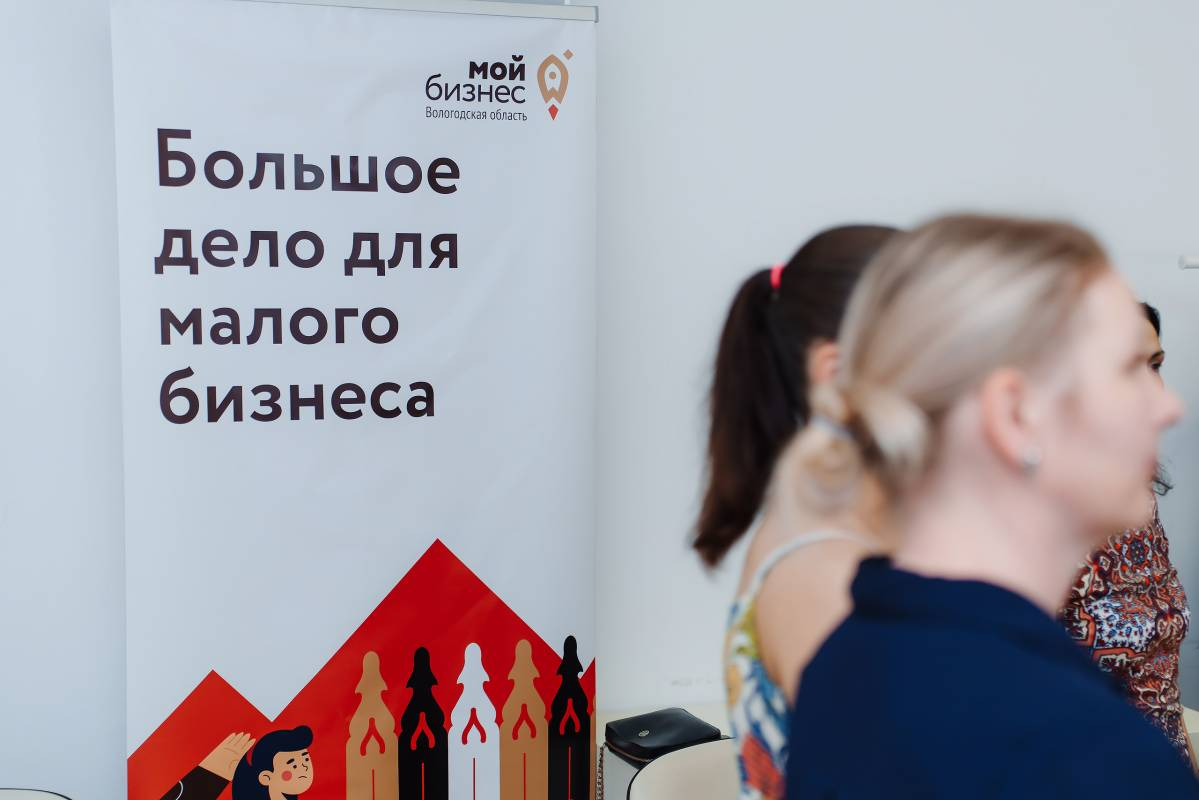 мой
бизнес
Вологодская область
Большое
дело для
малого
бизнеса